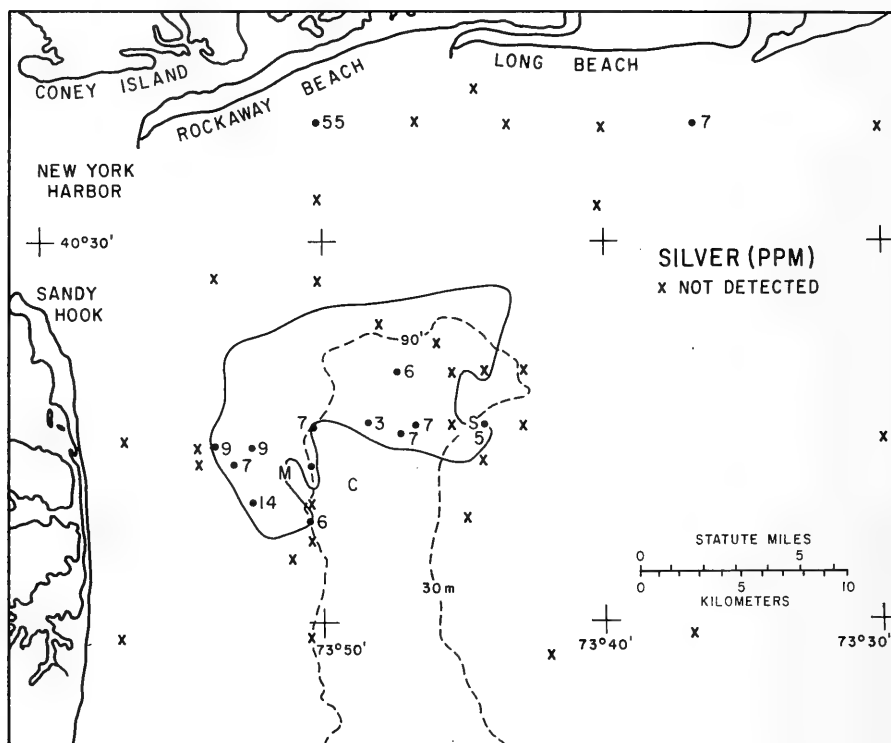 CONEY ISLAND
ROCKAWAY BEACH
LONG BEACH
x
•55
x
x
x
•7
x
NEW YORK
HARBOR
x
x
40°30'
SILVER (PPM)
x NOT DETECTED
SANDY
HOOK
x
x
x
90'
x
•6
x
x
x
7
•3
•7
•7
x
S
5
x
x
x
•9
•9
x
•7
M
C
x
x
•14
x
•6
x
x
x
STATUTE MILES
0 5
30 m
0 5 10
KILOMETERS
x
x
73°50'
x
73°40'
x
73°30'